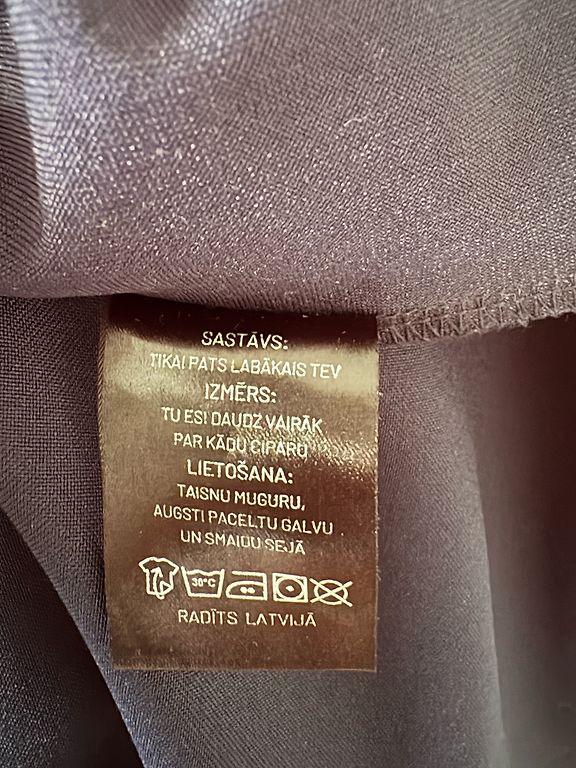 SASTĀVS:
TIKAI PATS LABĀKAIS TEV
IZMĒRS:
TU ESI DAUDZ VAIRĀK
PAR KĀDU CIPARU
LIETOŠANA:
TAISNU MUGURU,
AUGSTI PACELTU GALVU
UN SMAIDU SEJĀ
30°C
RADĪTS LATVIJĀ